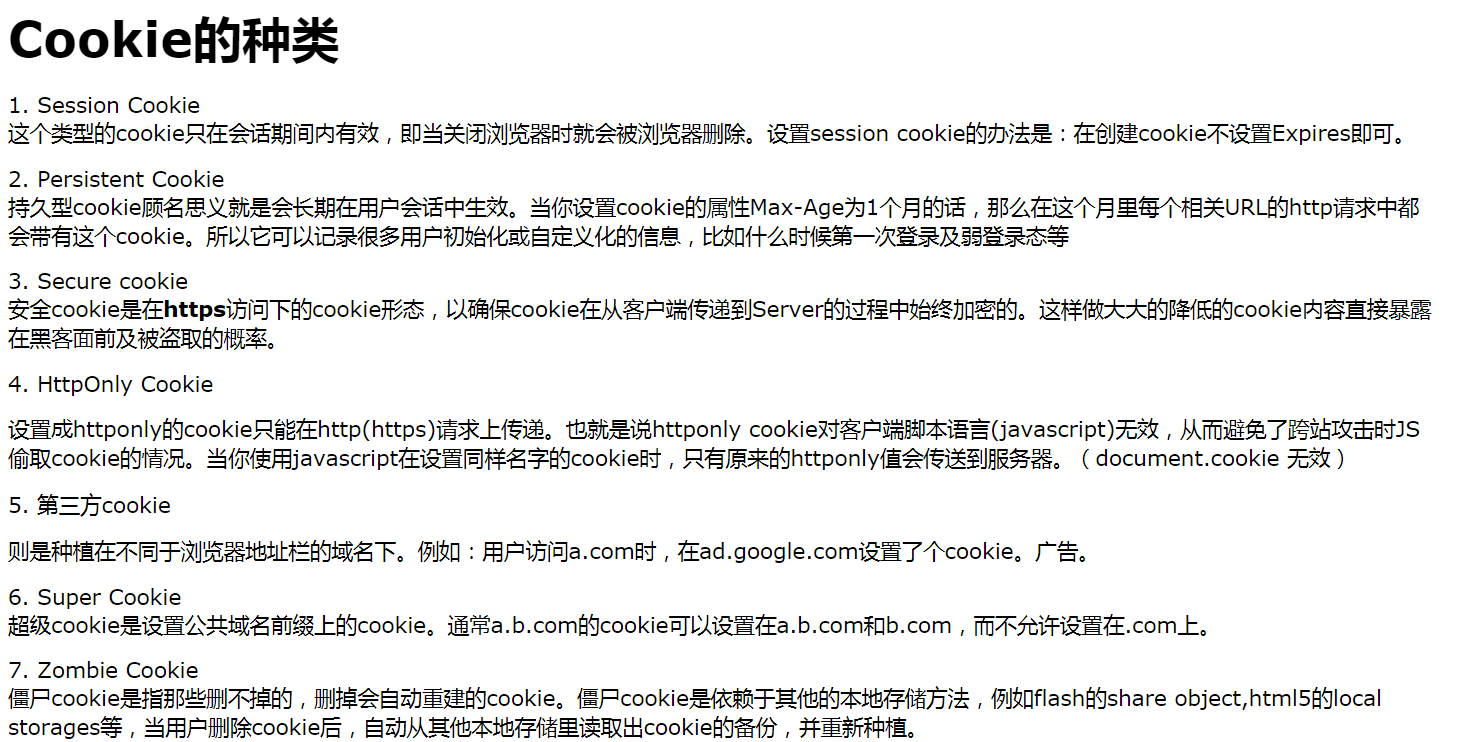 Cookie的种类
1. Session Cookie
这个类型的cookie只在会话期间内有效，即当关闭浏览器时就会被浏览器删除。设置session cookie的办法是：在创建cookie不设置Expires即可。
2. Persistent Cookie
持久型cookie顾名思义就是会长期在用户会话中生效。当你设置cookie的属性Max-Age为1个月的话，那么在这个月里每个相关URL的http请求中都
会带有这个cookie。所以它可以记录很多用户初始化或自定义化的信息，比如什么时候第一次登录及弱登录态等
3. Secure cookie
安全cookie是在https访问下的cookie形态，以确保cookie在从客户端传递到Server的过程中始终加密的。这样做大大的降低的cookie内容直接暴露
在黑客面前及被盗取的概率。
4. HttpOnly Cookie
设置成httponly的cookie只能在http(https)请求上传递。也就是说httponly cookie对客户端脚本语言(javascript)无效，从而避免了跨站攻击时JS
偷取cookie的情况。当你使用javascript在设置同样名字的cookie时，只有原来的httponly值会传送到服务器。（document.cookie 无效）
5. 第三方cookie
则是种植在不同于浏览器地址栏的域名下。例如：用户访问a.com时，在ad.google.com设置了个cookie。广告。
6. Super Cookie
超级cookie是设置公共域名前缀上的cookie。通常a.b.com的cookie可以设置在a.b.com和b.com，而不允许设置在.com上。
7. Zombie Cookie
僵尸cookie是指那些删不掉的，删掉会自动重建的cookie。僵尸cookie是依赖于其他的本地存储方法，例如flash的share object,html5的local
storages等，当用户删除cookie后，自动从其他本地存储里读取出cookie的备份，并重新种植。